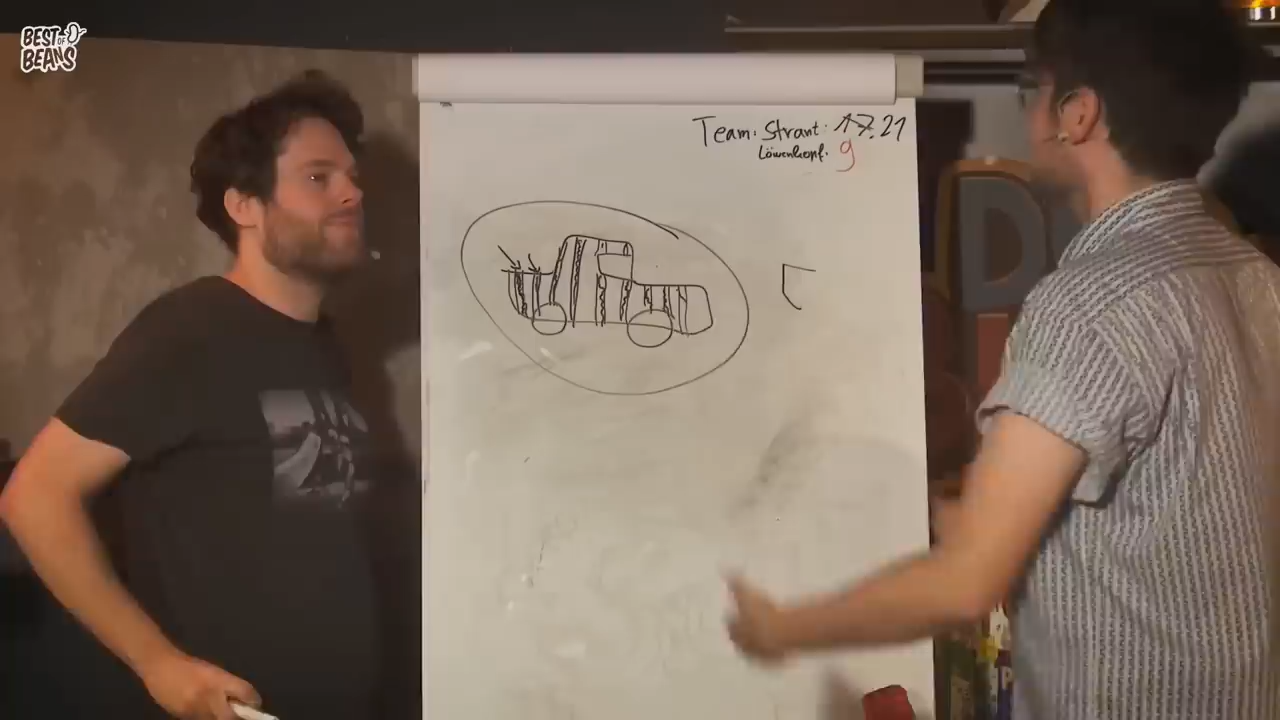 BEST OF
BEANS
Team: Strant: 17.21
Löwenkopf: 9
D